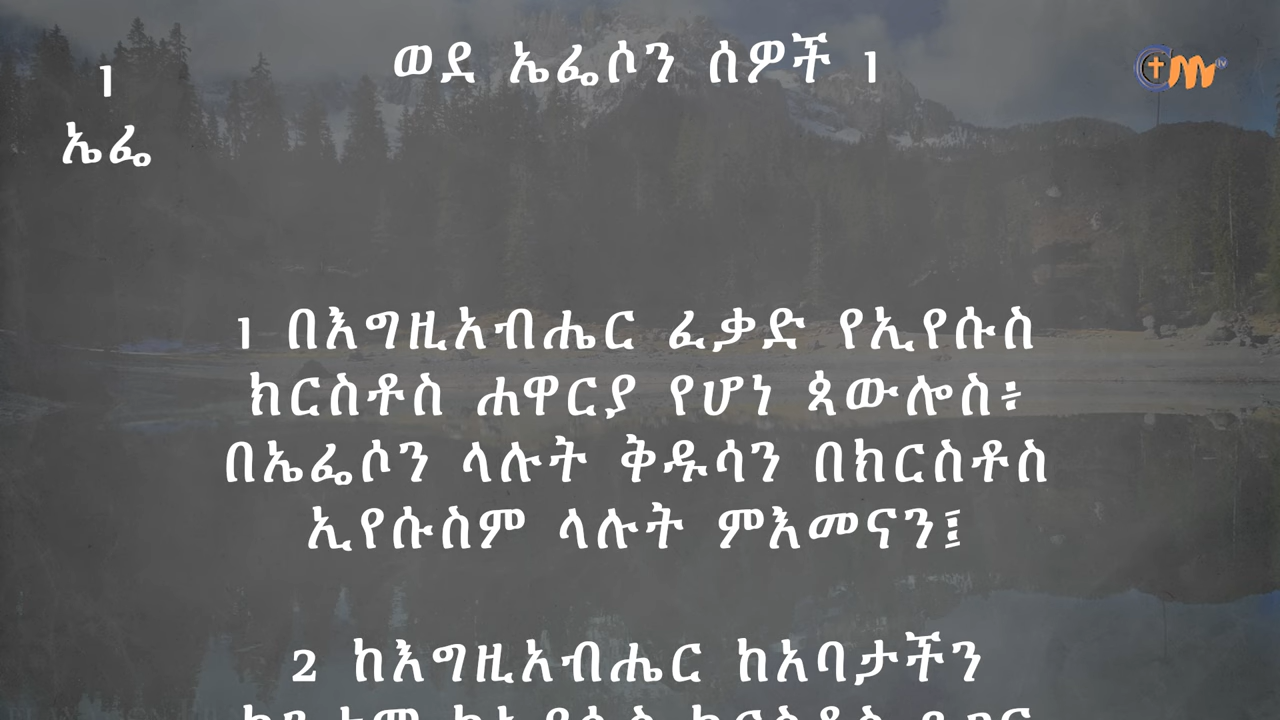 ወደ ኤፌሶን ሰዎች 1
1
ኤፌ
1 በእግዚአብሔር ፈቃድ የኢየሱስ
ክርስቶስ ሐዋርያ የሆነ ጳውሎስ፥
በኤፌሶን ላሉት ቅዱሳን በክርስቶስ
ኢየሱስም ላሉት ምእመናን፤
2 ከእግዚአብሔር ከአባታችን